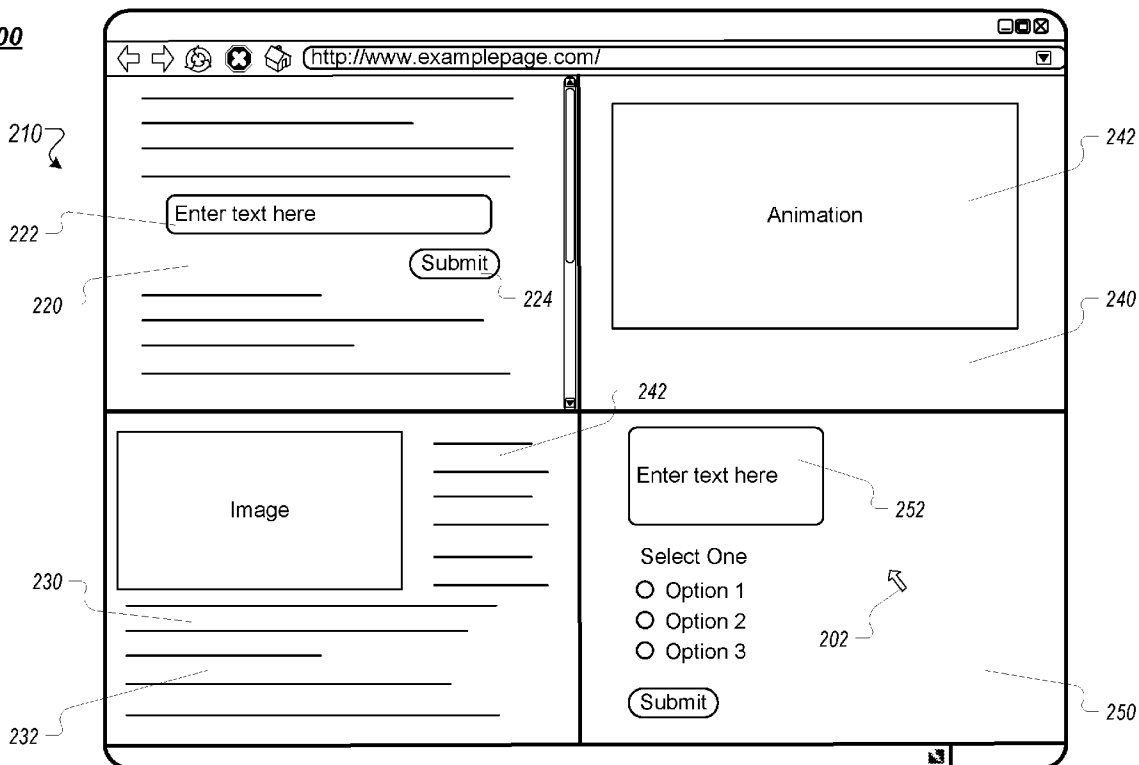 00
http://www.examplepage.com/
210
242
Animation
Enter text here
222
Submit
220
224
240
242
Enter text here
252
Image
Select One
230
Option 1
Option 2
202
Option 3
Submit
250
232